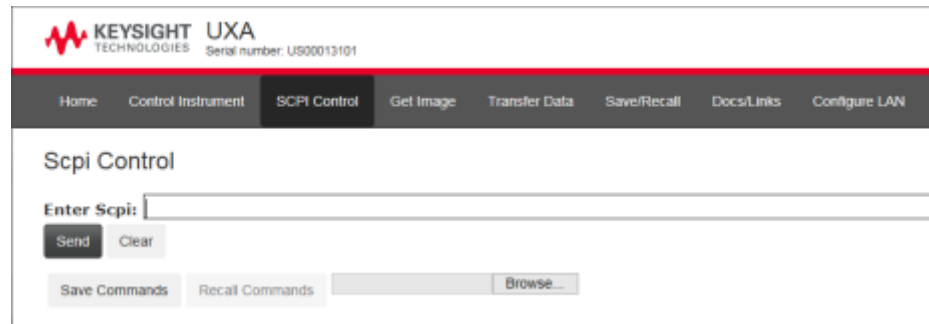 KEYSIGHT UXA
TECHNOLOGIES Serial number: US00013101
Home Control Instrument SCPI Control Get Image Transfer Data Save/Recall Docs/Links Configure LAN
Scpi Control
Enter Scpi:
Send Clear
Save Commands Recall Commands Browse...